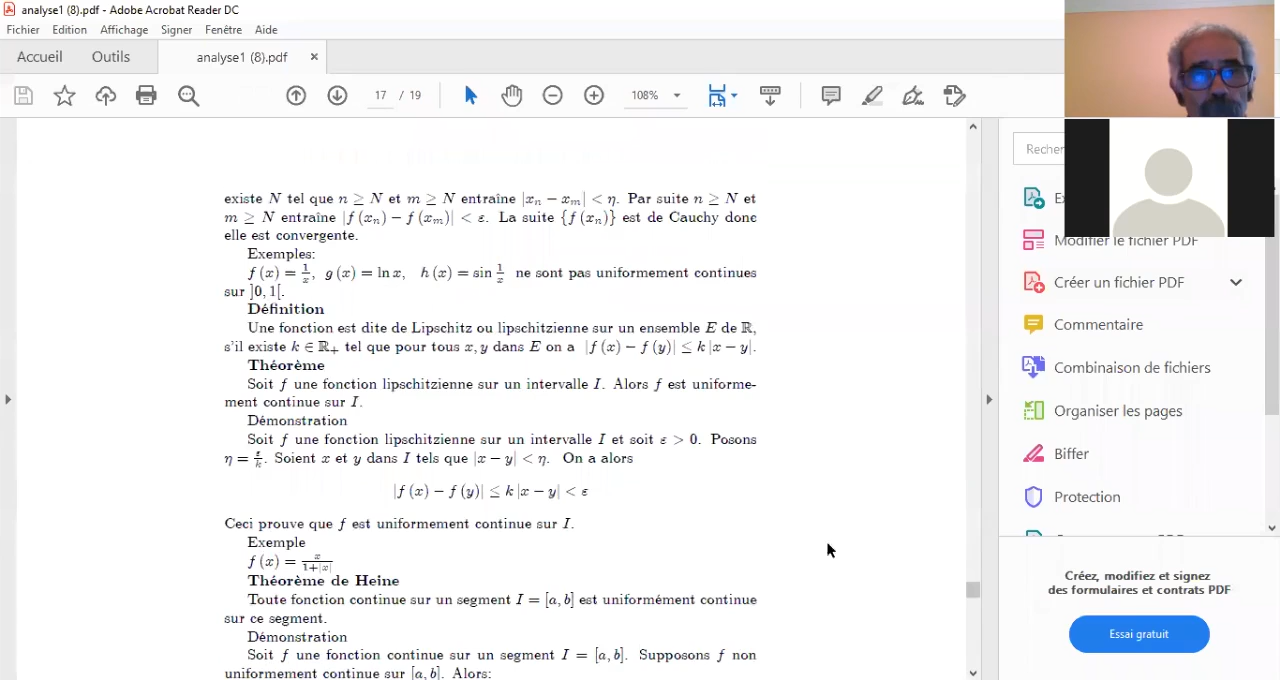 analyse1 (8).pdf - Adobe Acrobat Reader DC
Fichier Edition Affichage Signer Fenêtre Aide
Accueil Outils analyse1 (8).pdf ×
17 / 19 108%
existe N tel que n ≥ N et m ≥ N entraîne |xₙ − xₘ| < η. Par suite n ≥ N et
m ≥ N entraîne |f (xₙ) − f (xₘ)| < ε. La suite {f (xₙ)} est de Cauchy donc
elle est convergente.
Exemples:
f (x) = 1/x, g (x) = ln x, h (x) = sin 1/x ne sont pas uniformement continues
sur ]0, 1[.
Définition
Une fonction est dite de Lipschitz ou lipschitzienne sur un ensemble E de ℝ,
s'il existe k ∈ ℝ₊ tel que pour tous x, y dans E on a |f (x) − f (y)| ≤ k |x − y|.
Théorème
Soit f une fonction lipschitzienne sur un intervalle I. Alors f est uniforme-
ment continue sur I.
Démonstration
Soit f une fonction lipschitzienne sur un intervalle I et soit ε > 0. Posons
η = ε/k. Soient x et y dans I tels que |x − y| < η. On a alors
|f (x) − f (y)| ≤ k |x − y| < ε
Ceci prouve que f est uniformement continue sur I.
Exemple
f (x) = x/(1+|x|)
Théorème de Heine
Toute fonction continue sur un segment I = [a, b] est uniformément continue
sur ce segment.
Démonstration
Soit f une fonction continue sur un segment I = [a, b]. Supposons f non
uniformement continue sur [a, b]. Alors:
Modifier le fichier PDF
Créer un fichier PDF
Commentaire
Combinaison de fichiers
Organiser les pages
Biffer
Protection
Créez, modifiez et signez
des formulaires et contrats PDF
Essai gratuit